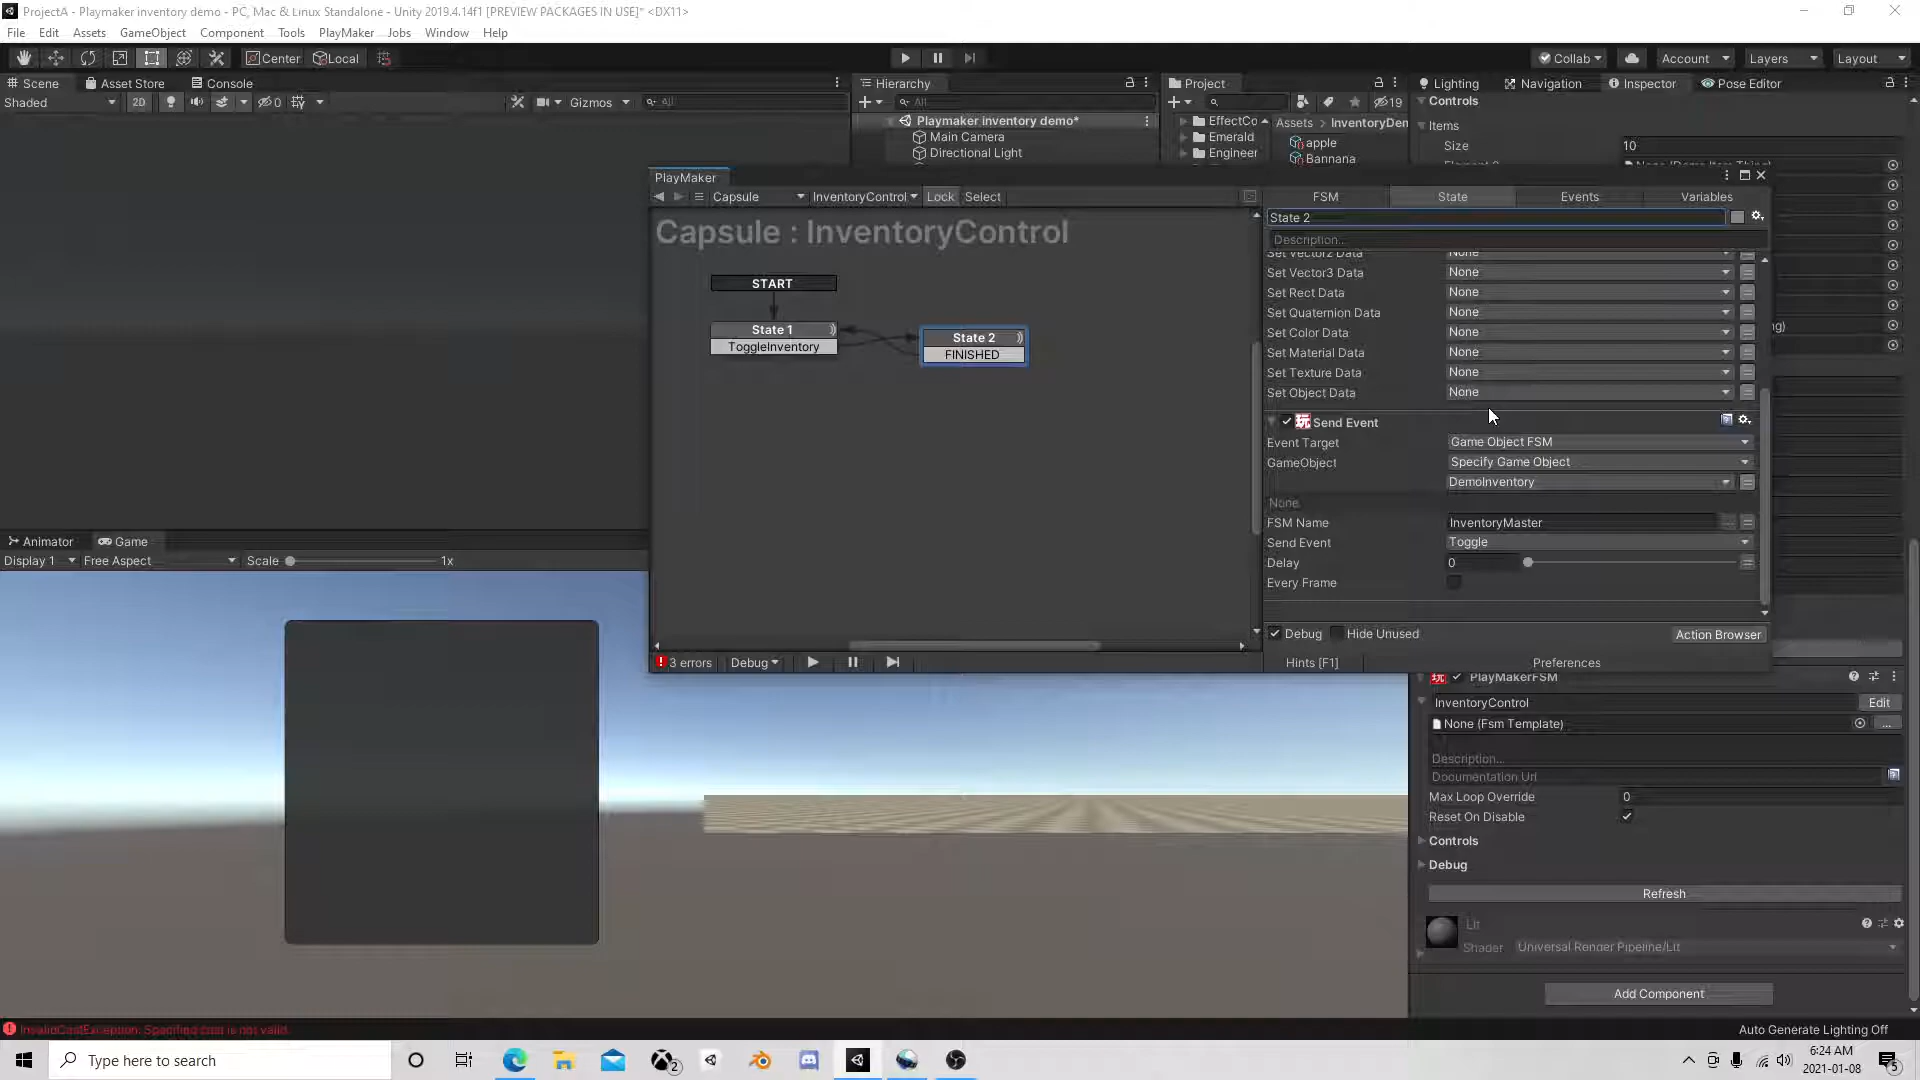 ProjectA - Playmaker inventory demo - PC, Mac & Linux Standalone - Unity 2019.4.14f1 [PREVIEW PACKAGES IN USE]* <DX11>
File Edit Assets GameObject Component Tools PlayMaker Jobs Window Help
Center Local Collab Account Layers Layout
Scene Asset Store Console Hierarchy Project Lighting Navigation Inspector Pose Editor
Shaded 2D 0 Gizmos All All 19 Controls
Playmaker inventory demo* EffectCo Assets > InventoryDem Items
Main Camera Emerald apple Size 10
Directional Light Engineer Bannana
PlayMaker
Capsule InventoryControl Lock Select FSM State Events Variables
Capsule : InventoryControl
State 2
Description...
START
State 1
ToggleInventory
State 2
FINISHED
Set Vector2 Data None
Set Vector3 Data None
Set Rect Data None
Set Quaternion Data None
Set Color Data None
Set Material Data None
Set Texture Data None
Set Object Data None
Send Event
Event Target Game Object FSM
GameObject Specify Game Object
DemoInventory
None
FSM Name InventoryMaster
Send Event Toggle
Delay 0
Every Frame
Debug Hide Unused Action Browser
3 errors Debug Hints [F1] Preferences
Animator Game
Display 1 Free Aspect Scale 1x
PlayMakerFSM
InventoryControl Edit
None (Fsm Template) ...
Description...
Documentation Url
Max Loop Override 0
Reset On Disable
Controls
Debug
Refresh
Lit
Shader Universal Render Pipeline/Lit
Add Component
InvalidCastException: Specified cast is not valid.
Auto Generate Lighting Off
Type here to search
2
6:24 AM
2021-01-08
5